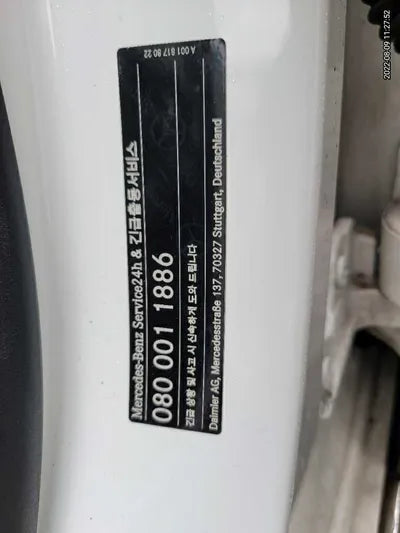 A 001 817 80 22
Mercedes-Benz Service24h & 긴급출동서비스
080 001 1886
긴급 상황 및 사고 시 신속하게 도와 드립니다
Daimler AG, Mercedesstraße 137, 70327 Stuttgart, Deutschland
2022-08-09 11:27:52